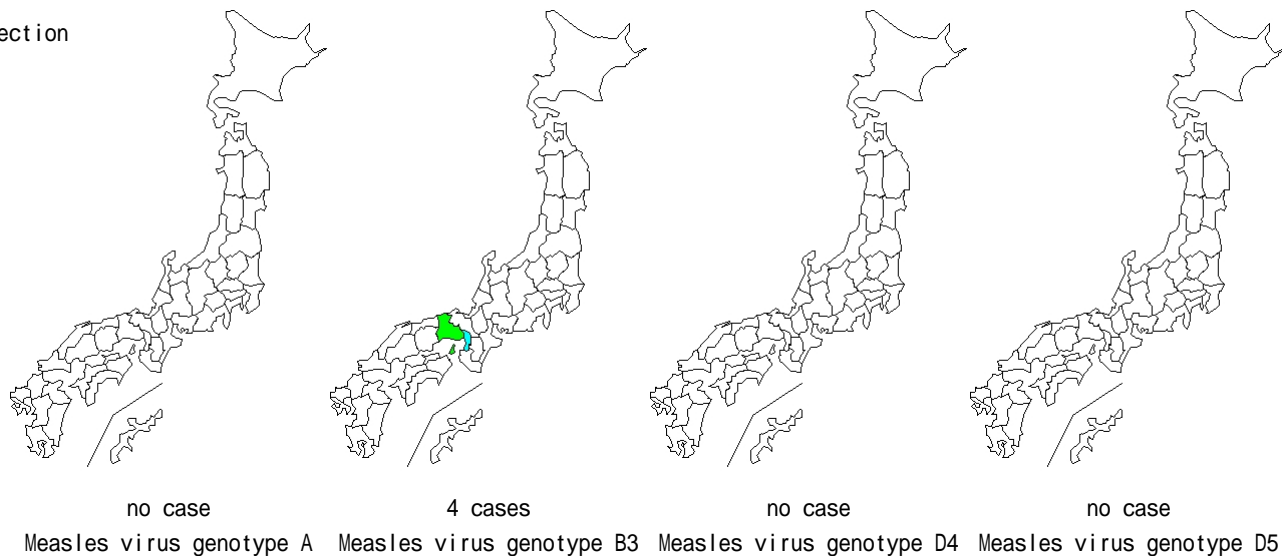 ection
no case
4 cases
no case
no case
Measles virus genotype A
Measles virus genotype B3
Measles virus genotype D4
Measles virus genotype D5